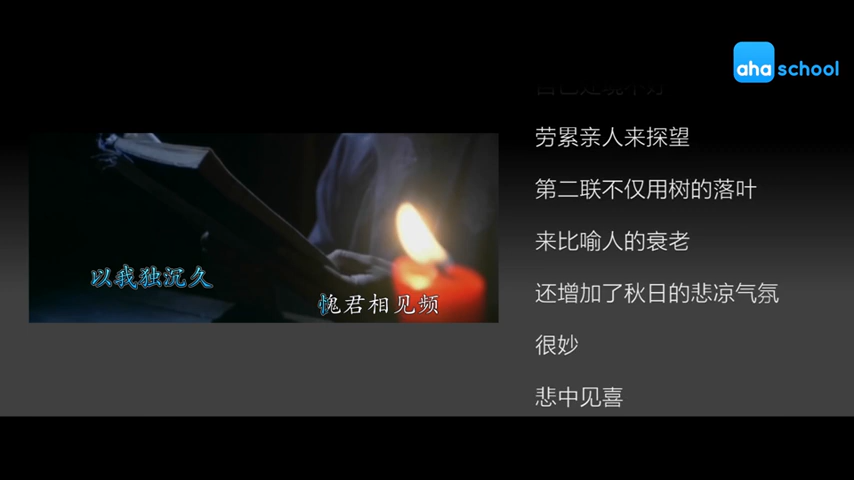 aha school
劳累亲人来探望
第二联不仅用树的落叶
来比喻人的衰老
还增加了秋日的悲凉气氛
很妙
悲中见喜
以我独沉久
愧君相见频